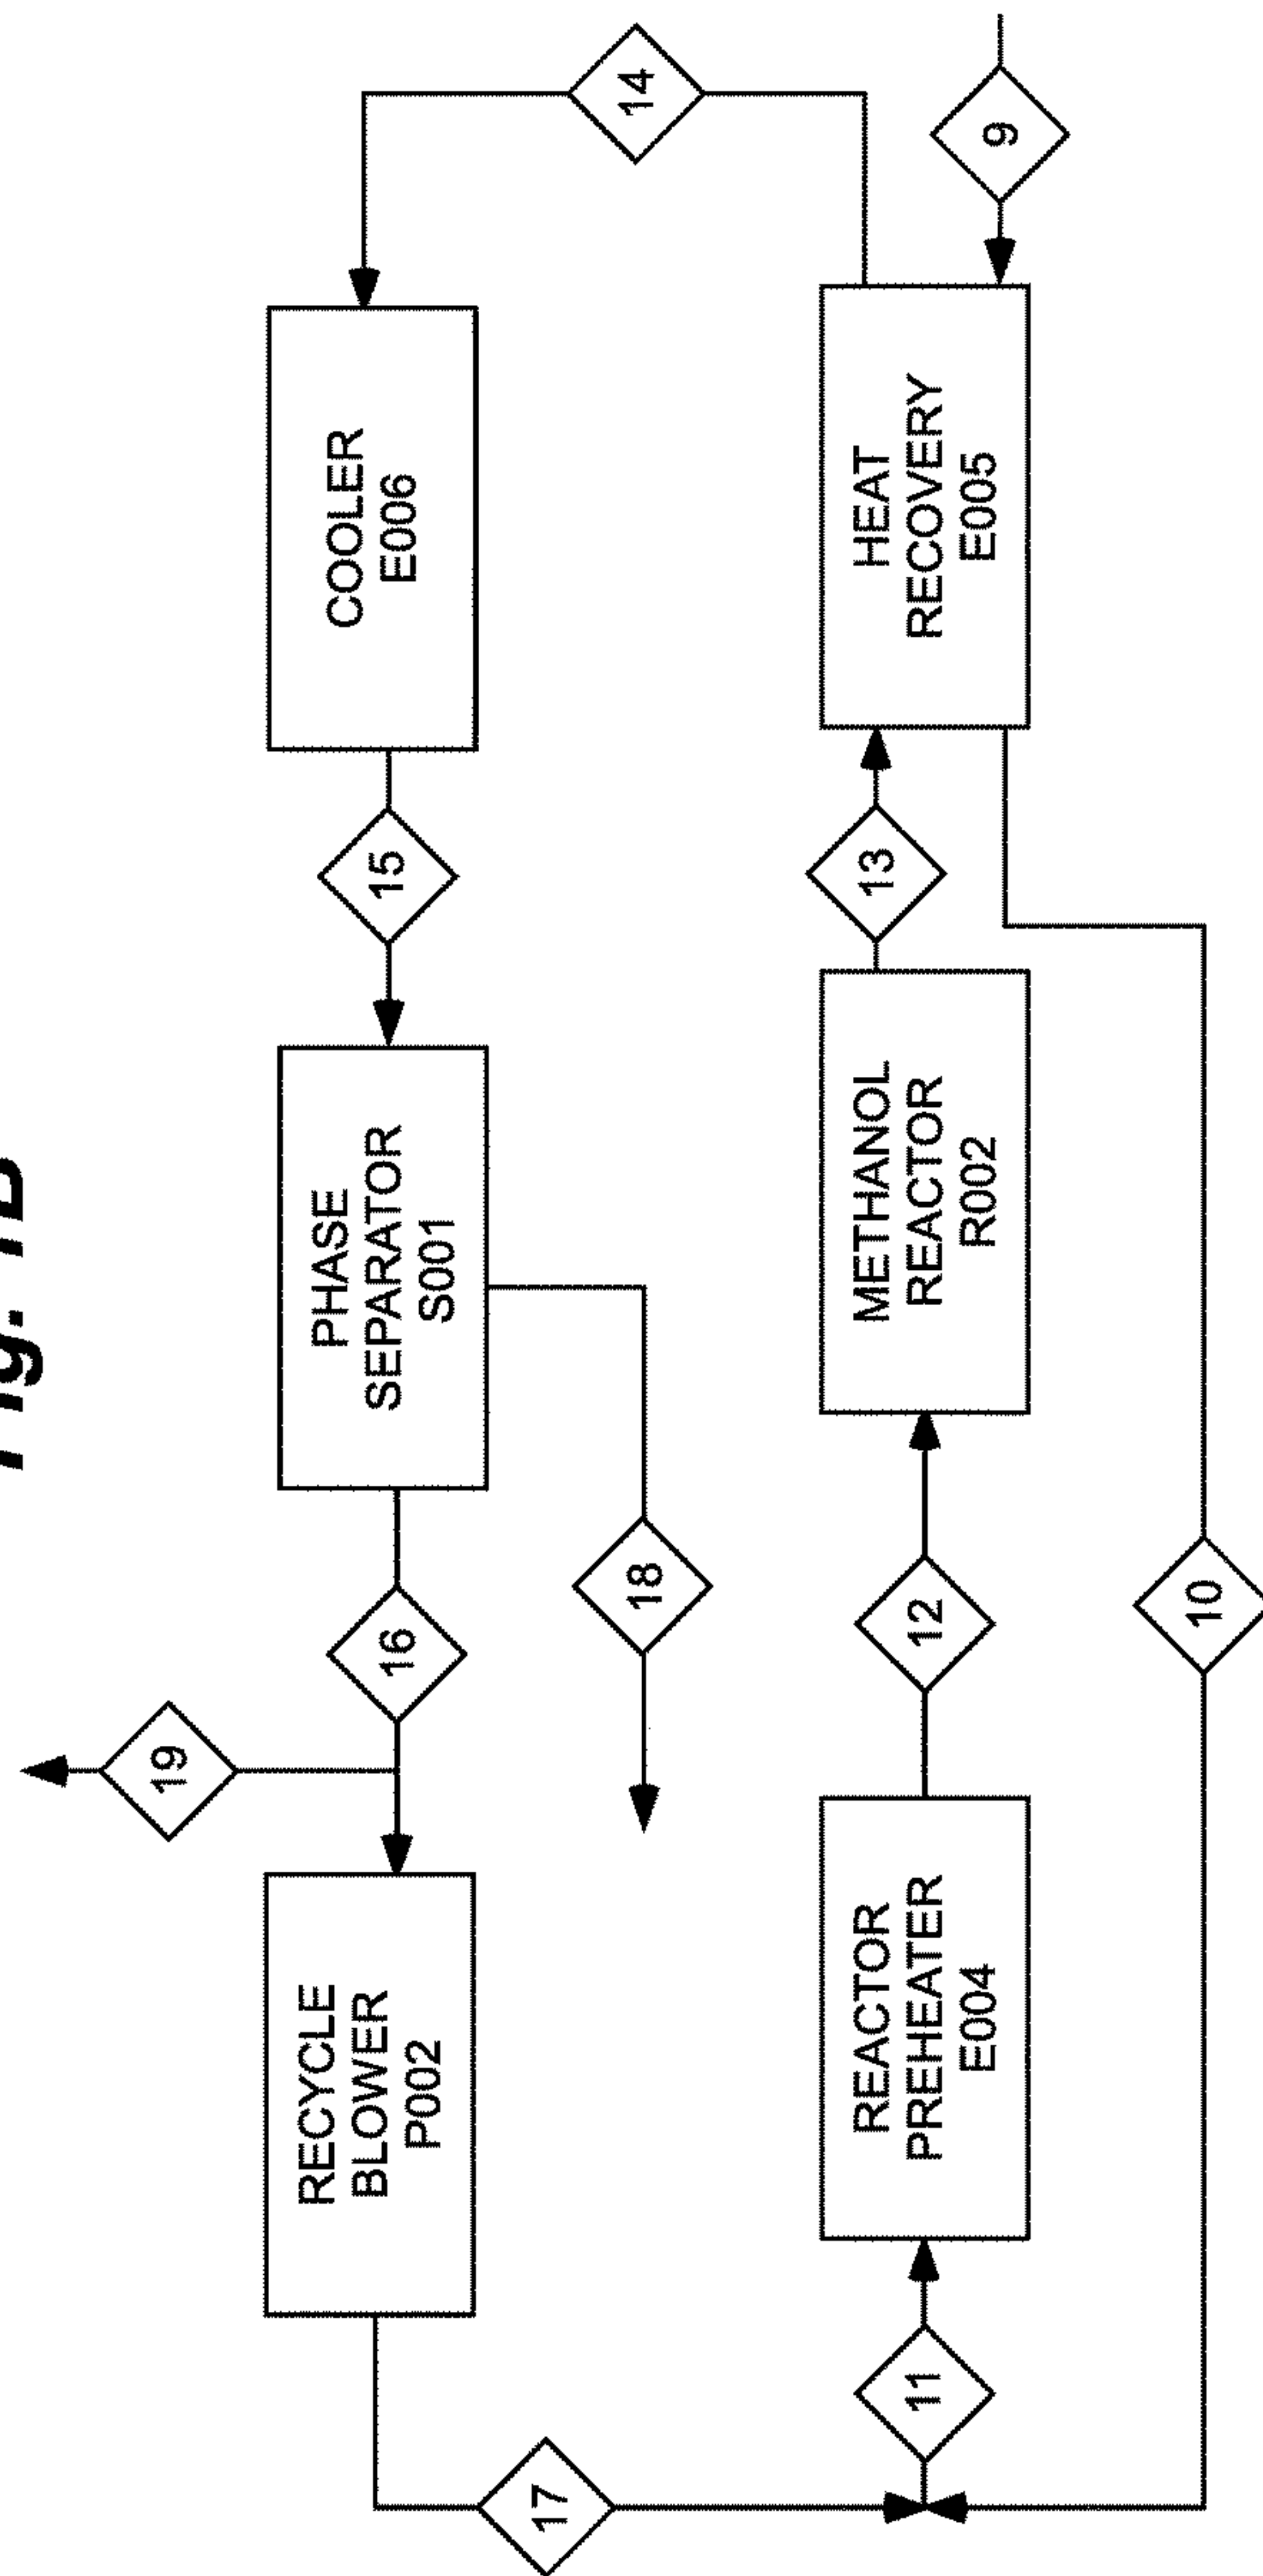 Fig. 1B
19
RECYCLE
BLOWER
P002
16
PHASE
SEPARATOR
S001
15
COOLER
E006
17
18
14
11
REACTOR
PREHEATER
E004
12
METHANOL
REACTOR
R002
13
HEAT
RECOVERY
E005
9
10